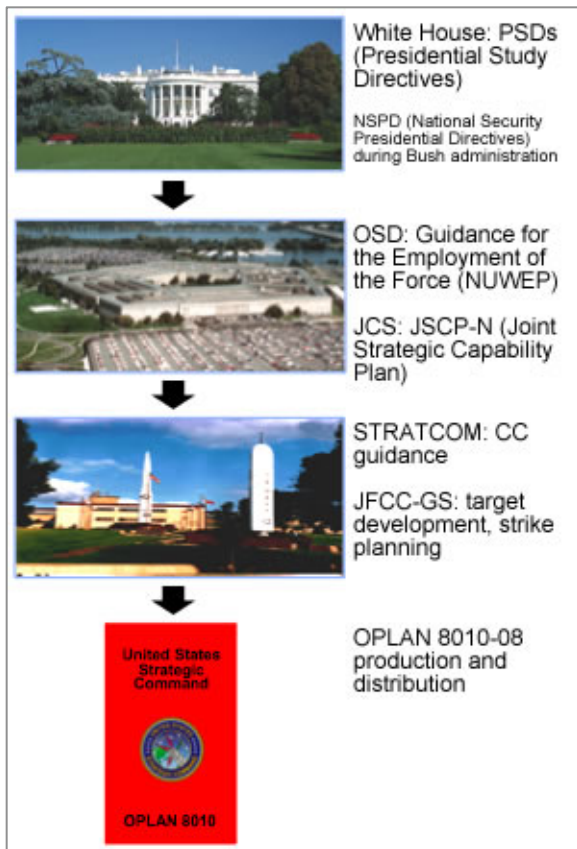 White House: PSDs
(Presidential Study
Directives)
NSPD (National Security
Presidential Directives)
during Bush administration
OSD: Guidance for
the Employment of
the Force (NUWEP)
JCS: JSCP-N (Joint
Strategic Capability
Plan)
STRATCOM: CC
guidance
JFCC-GS: target
development, strike
planning
OPLAN 8010-08
production and
distribution
United States
Strategic
Command
OPLAN 8010